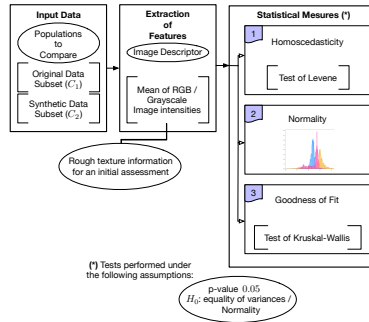 Input Data
Populations
to
Compare
Original Data
Subset (C₁)
Synthetic Data
Subset (C₂)
Extraction
of
Features
Image Descriptor
Mean of RGB /
Grayscale
Image intensities
Rough texture information
for an initial assessment
Statistical Mesures (*)
1
Homoscedasticity
Test of Levene
2
Normality
3
Goodness of Fit
Test of Kruskal-Wallis
(*) Tests performed under
the following assumptions:
p-value 0.05
H₀: equality of variances /
Normality